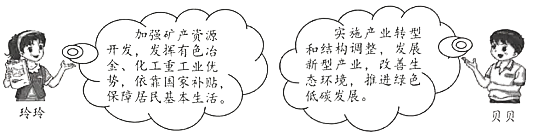 加强矿产资源
开发，发挥有色冶
金、化工重工业优
势，依靠国家补贴，
保障居民基本生活。
玲玲
实施产业转型
和结构调整，发展
新型产业，改善生
态环境，推进绿色
低碳发展。
贝贝